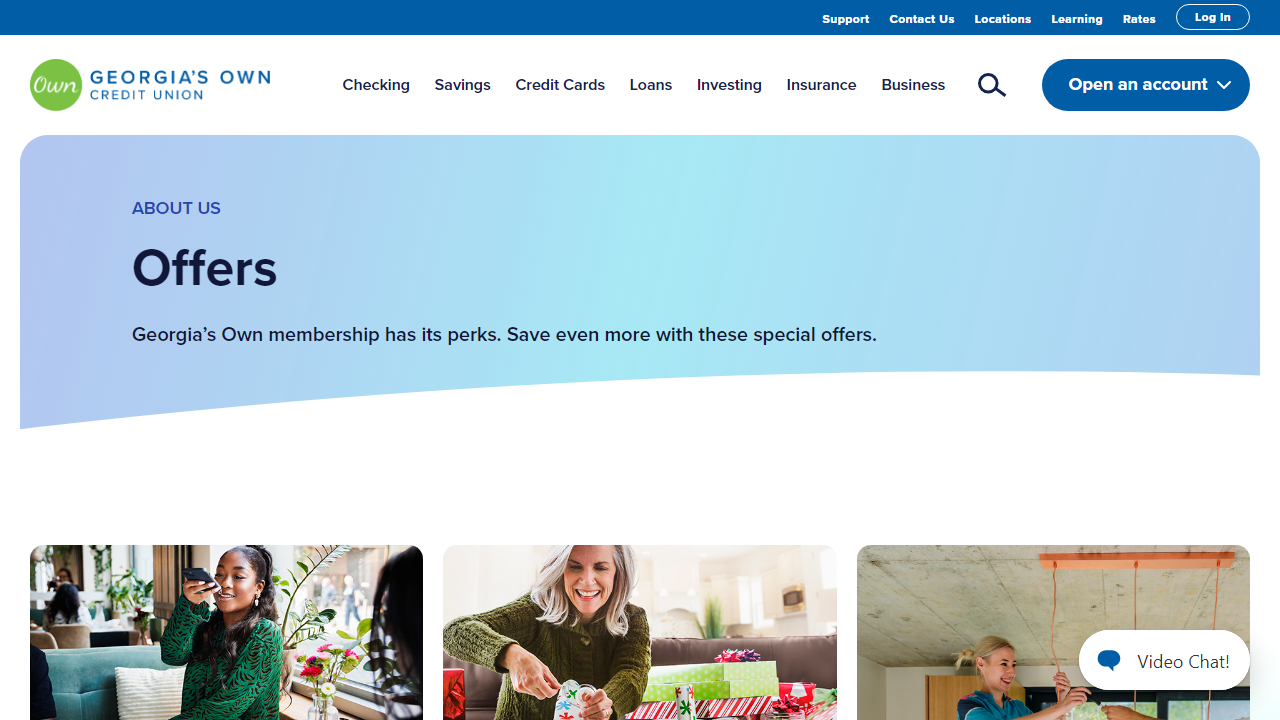 Support Contact Us Locations Learning Rates Log In
Own GEORGIA'S OWN
CREDIT UNION
Checking Savings Credit Cards Loans Investing Insurance Business Open an account
ABOUT US
Offers
Georgia’s Own membership has its perks. Save even more with these special offers.
Video Chat!